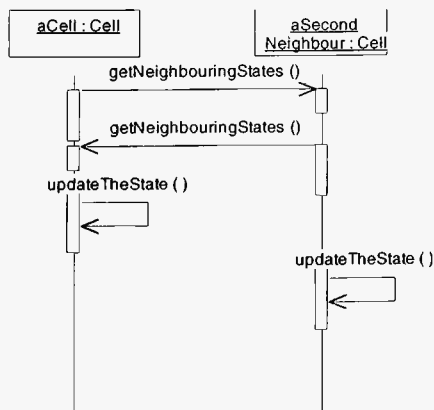 aCell : Cell
aSecond
Neighbour : Cell
getNeighbouringStates ()
getNeighbouringStates ()
updateTheState ( )
updateTheState ( )